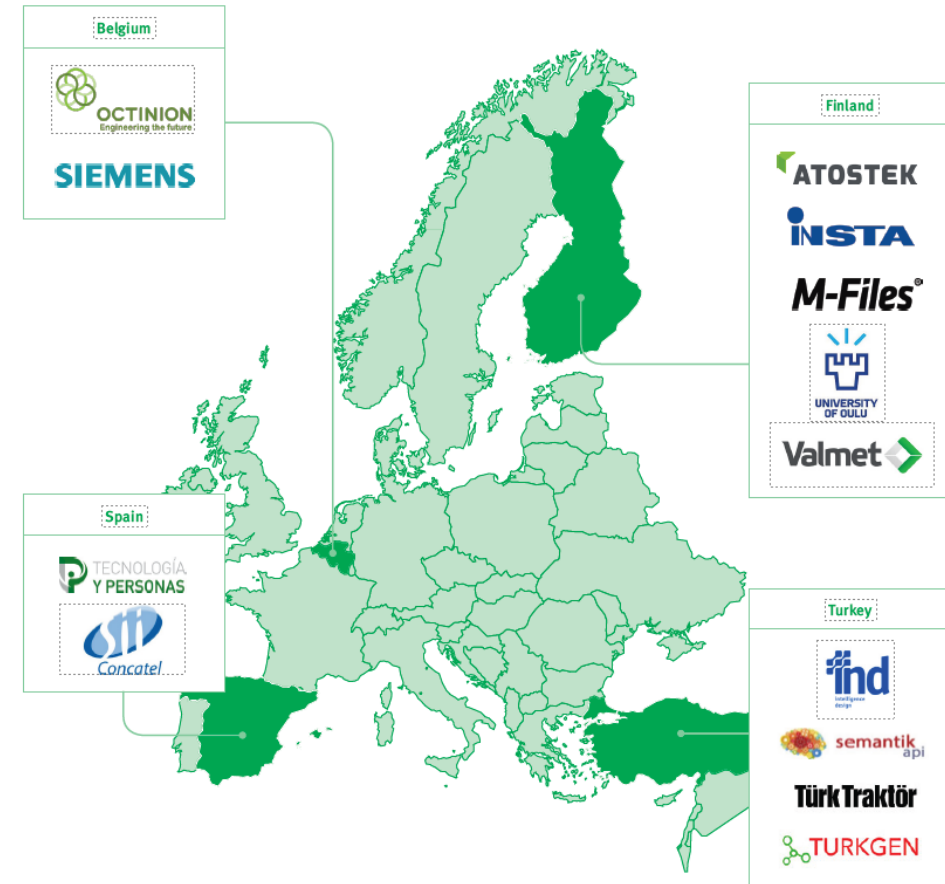 Belgium
OCTINION
Engineering the future
SIEMENS
Finland
ATOSTEK
INSTA
M-Files®
UNIVERSITY
OF OULU
Valmet
Spain
TECNOLOGÍA
Y PERSONAS
sti
Concatel
Turkey
ind
intelligence
design
semantik
api
TürkTraktör
TURKGEN